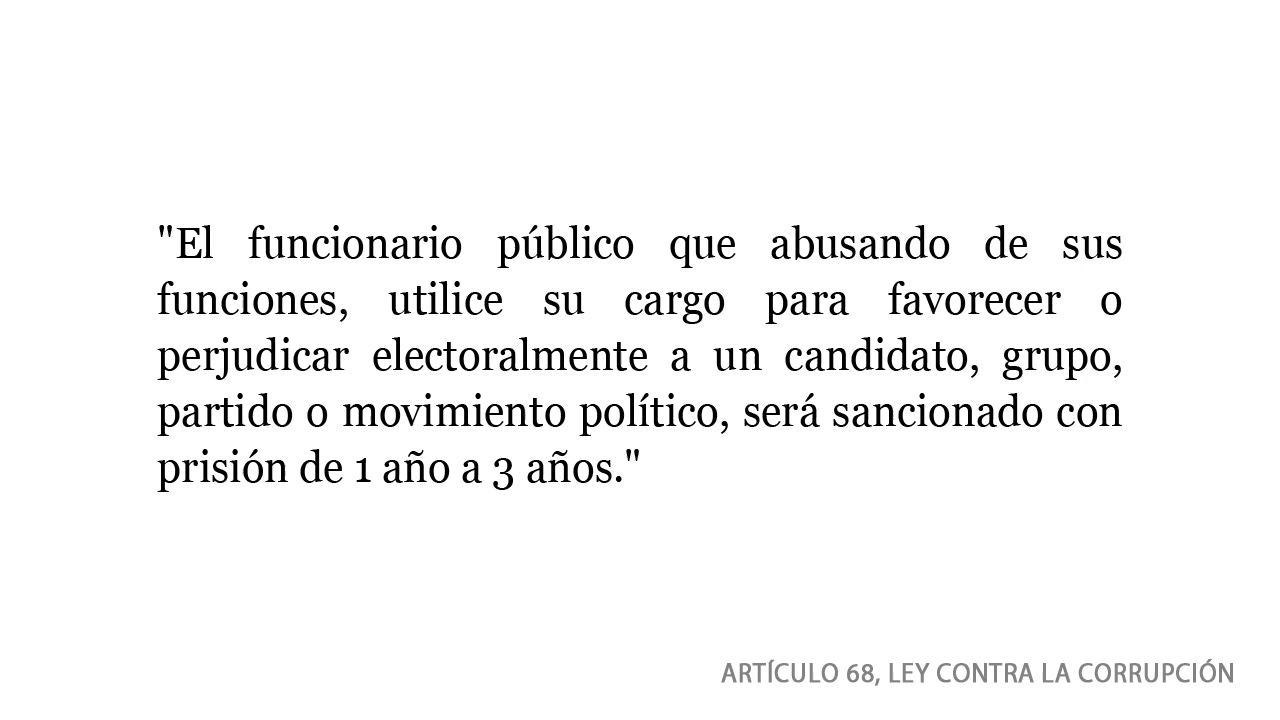 "El funcionario público que abusando de sus
funciones, utilice su cargo para favorecer o
perjudicar electoralmente a un candidato, grupo,
partido o movimiento político, será sancionado con
prisión de 1 año a 3 años."
ARTÍCULO 68, LEY CONTRA LA CORRUPCIÓN